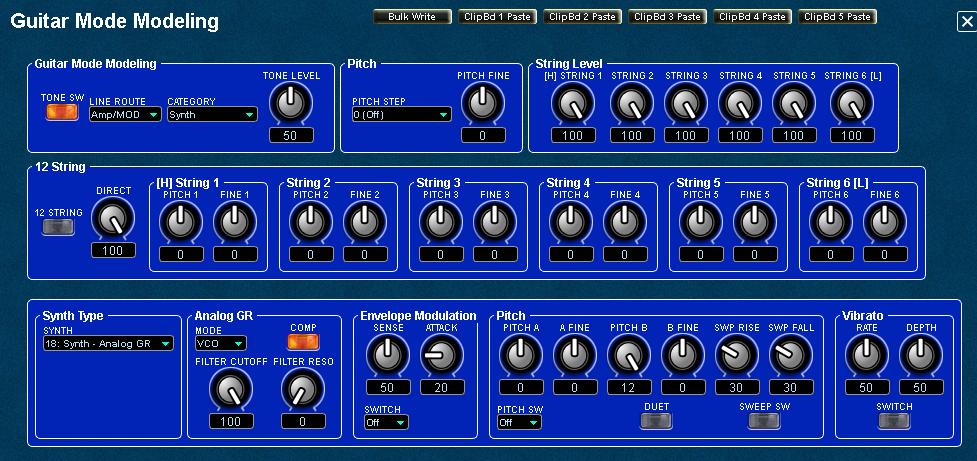 Guitar Mode Modeling
Bulk Write ClipBd 1 Paste ClipBd 2 Paste ClipBd 3 Paste ClipBd 4 Paste ClipBd 5 Paste
Guitar Mode Modeling
TONE SW
LINE ROUTE
Amp/MOD
CATEGORY
Synth
TONE LEVEL
50
Pitch
PITCH STEP
0 (Off)
PITCH FINE
0
String Level
[H] STRING 1 STRING 2 STRING 3 STRING 4 STRING 5 STRING 6 [L]
100 100 100 100 100 100
12 String
12 STRING
DIRECT
100
[H] String 1
PITCH 1 FINE 1
0 0
String 2
PITCH 2 FINE 2
0 0
String 3
PITCH 3 FINE 3
0 0
String 4
PITCH 4 FINE 4
0 0
String 5
PITCH 5 FINE 5
0 0
String 6 [L]
PITCH 6 FINE 6
0 0
Synth Type
SYNTH
18: Synth - Analog GR
Analog GR
MODE
VCO
COMP
FILTER CUTOFF FILTER RESO
100 0
Envelope Modulation
SENSE ATTACK
50 20
SWITCH
Off
Pitch
PITCH A A FINE PITCH B B FINE SWP RISE SWP FALL
0 0 12 0 30 30
PITCH SW
Off
DUET
SWEEP SW
Vibrato
RATE DEPTH
50 50
SWITCH